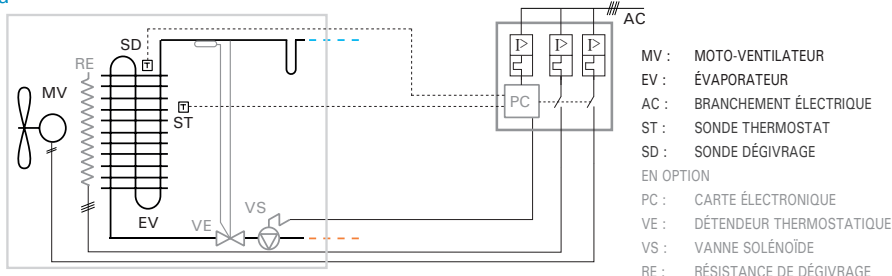 a
AC
SD
RE
MV
ST
EV
VE
VS
I>
I>
I>
PC
MV : MOTO-VENTILATEUR
EV : ÉVAPORATEUR
AC : BRANCHEMENT ÉLECTRIQUE
ST : SONDE THERMOSTAT
SD : SONDE DÉGIVRAGE
EN OPTION
PC : CARTE ÉLECTRONIQUE
VE : DÉTENDEUR THERMOSTATIQUE
VS : VANNE SOLÉNOÏDE
RE : RÉSISTANCE DE DÉGIVRAGE